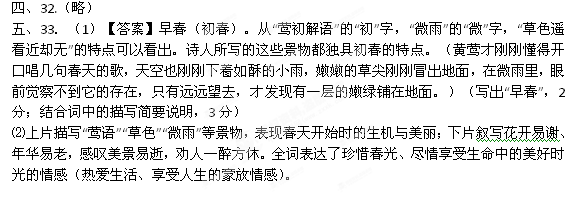 四、32.（略）
五、33.（1）【答案】早春（初春）。从“莺初解语”的“初”字，“微雨”的“微”字，“草色遥
看近却无”的特点可以看出。诗人所写的这些景物都独具初春的特点。（黄莺才刚刚懂得开
口唱几句春天的歌，天空也刚刚下着如酥的小雨，嫩嫩的草尖刚刚冒出地面，在微雨里，眼
前觉察不到它的存在，只有远远望去，才发现有一层的嫩绿铺在地面。）（写出“早春”，2
分；结合词中的描写简要说明，3分）
⑵上片描写“莺语”“草色”“微雨”等景物，表现春天开始时的生机与美丽；下片叙写花开易谢、
年华易老，感叹美景易逝，劝人一醉方休。全词表达了珍惜春光、尽情享受生命中的美好时
光的情感（热爱生活、享受人生的豪放情感）。